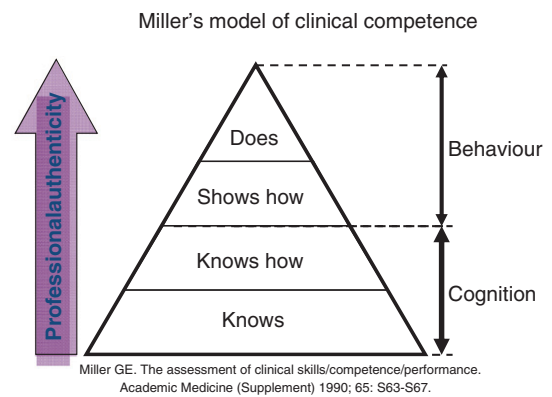 Miller's model of clinical competence
Professionalauthenticity
Does
Behaviour
Shows how
Knows how
Cognition
Knows
Miller GE. The assessment of clinical skills/competence/performance.
Academic Medicine (Supplement) 1990; 65: S63-S67.